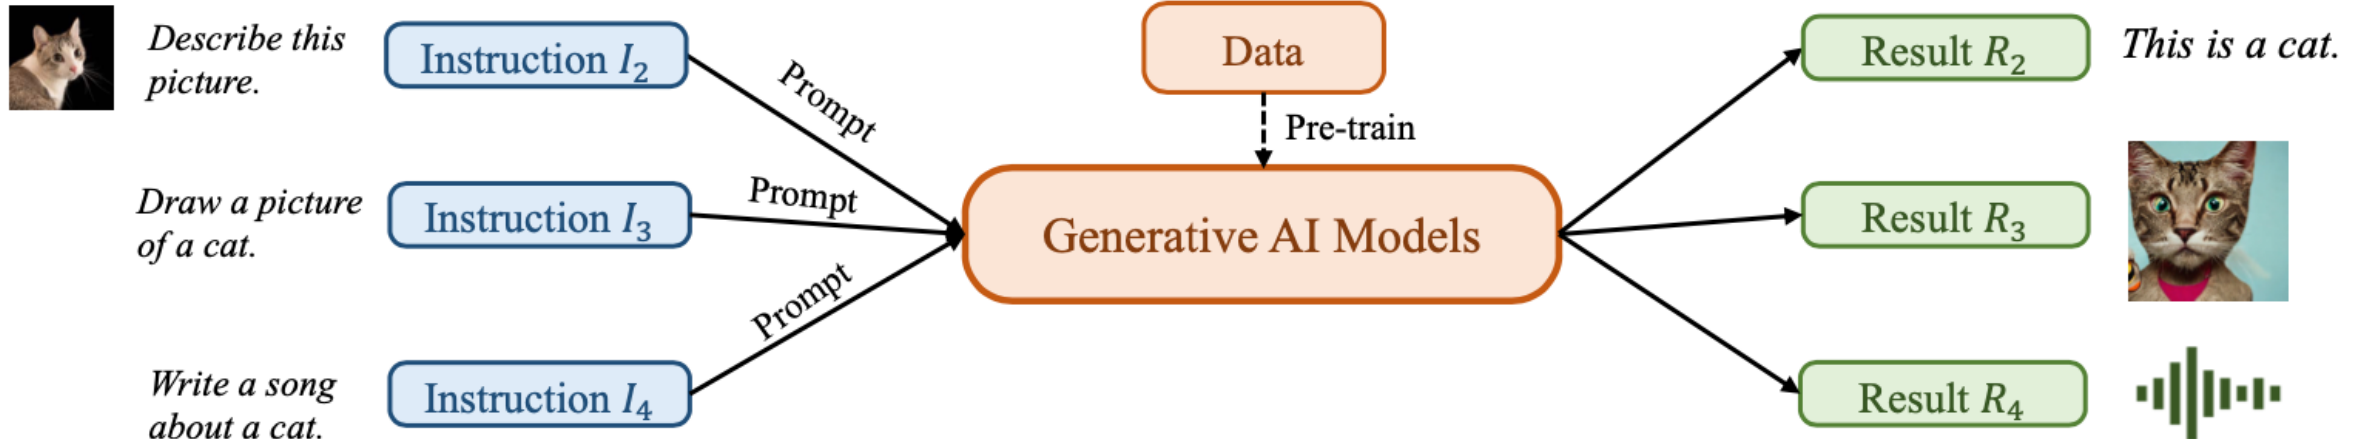 Describe this
picture.
Instruction I₂
Prompt
Data
Pre-train
Result R₂
This is a cat.
Draw a picture
of a cat.
Instruction I₃
Prompt
Generative AI Models
Result R₃
Write a song
about a cat.
Instruction I₄
Prompt
Result R₄